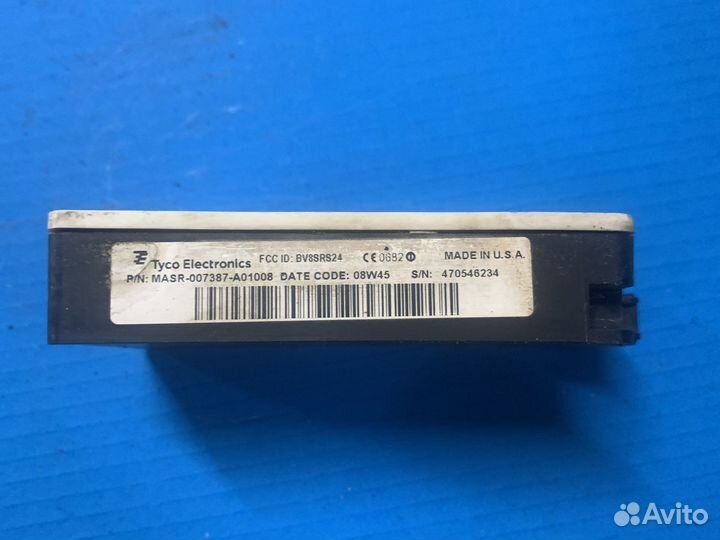 Tyco Electronics FCC ID: BV8SRS24 CE 0682 MADE IN U.S.A.
P/N: MASR-007387-A01008 DATE CODE: 08W45 S/N: 470546234
Avito